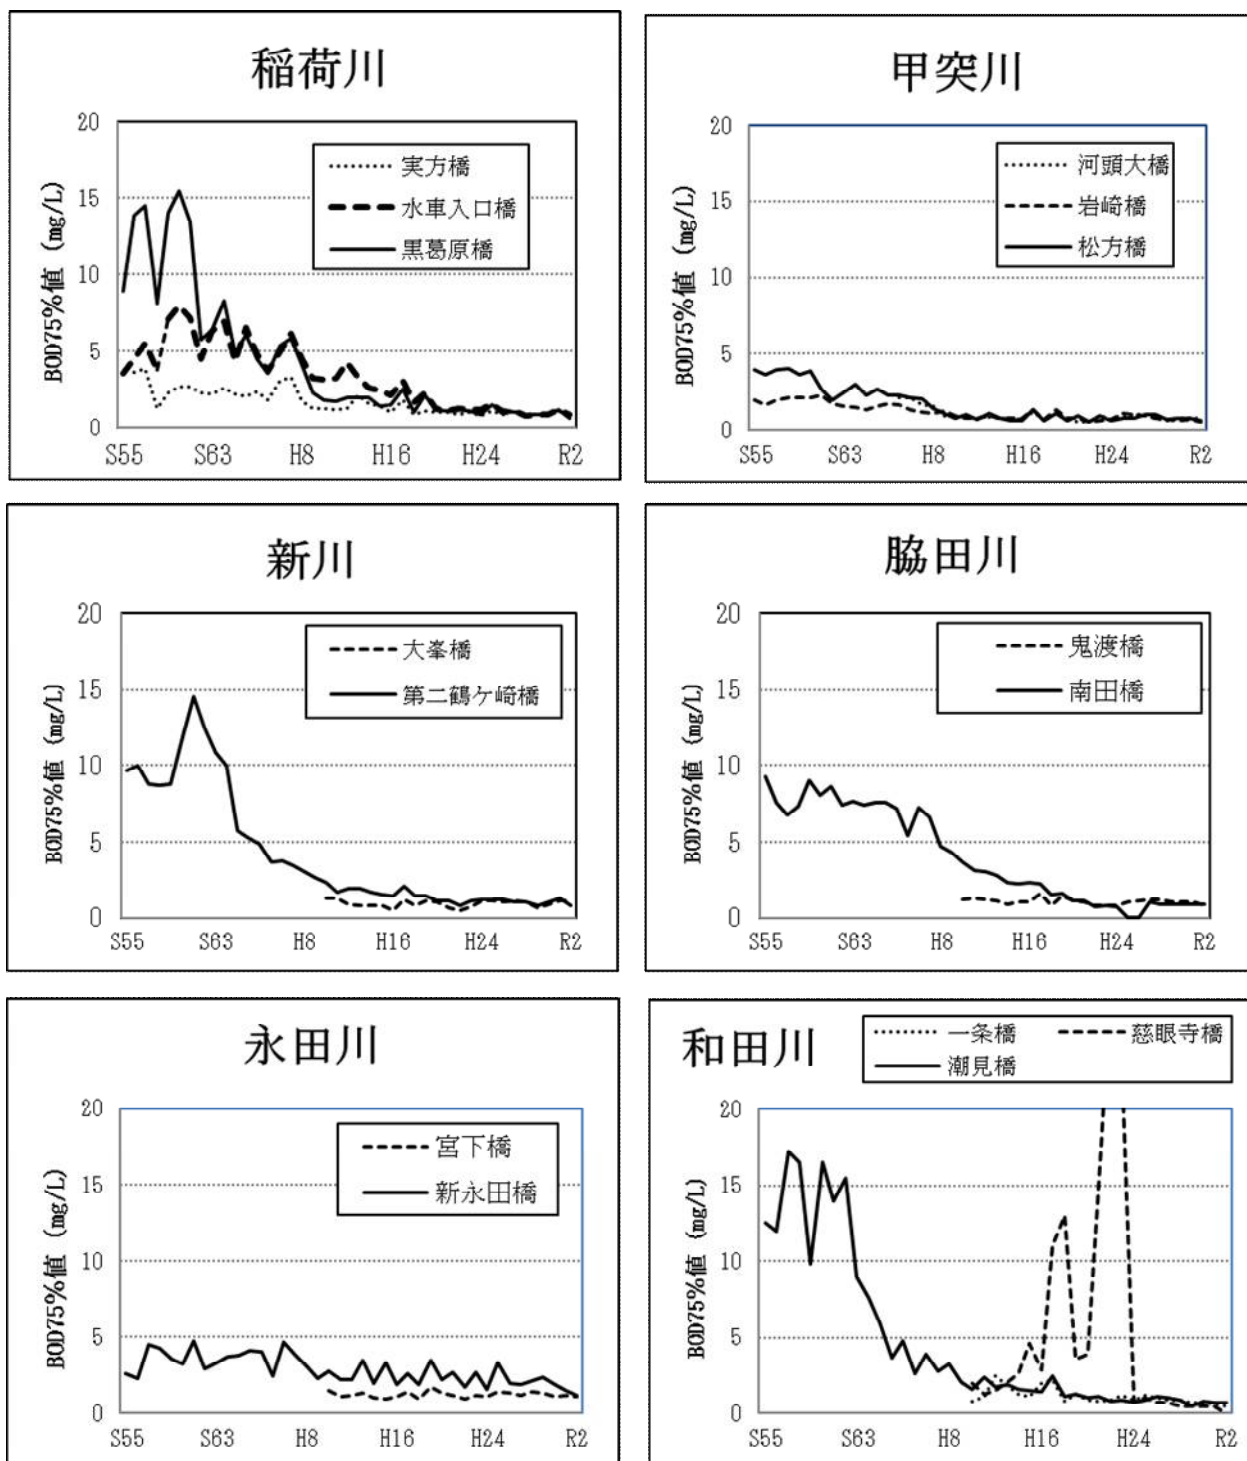 稲荷川
BOD75%値 (mg/L)
20
15
10
5
0
実方橋
水車入口橋
黒葛原橋
S55 S63 H8 H16 H24 R2
甲突川
BOD75%値 (mg/L)
20
15
10
5
0
河頭大橋
岩崎橋
松方橋
S55 S63 H8 H16 H24 R2
新川
BOD75%値 (mg/L)
20
15
10
5
0
大峯橋
第二鶴ケ崎橋
S55 S63 H8 H16 H24 R2
脇田川
BOD75%値 (mg/L)
20
15
10
5
0
鬼渡橋
南田橋
S55 S63 H8 H16 H24 R2
永田川
BOD75%値 (mg/L)
20
15
10
5
0
宮下橋
新永田橋
S55 S63 H8 H16 H24 R2
和田川
一条橋 慈眼寺橋
潮見橋
BOD75%値 (mg/L)
20
15
10
5
0
S55 S63 H8 H16 H24 R2